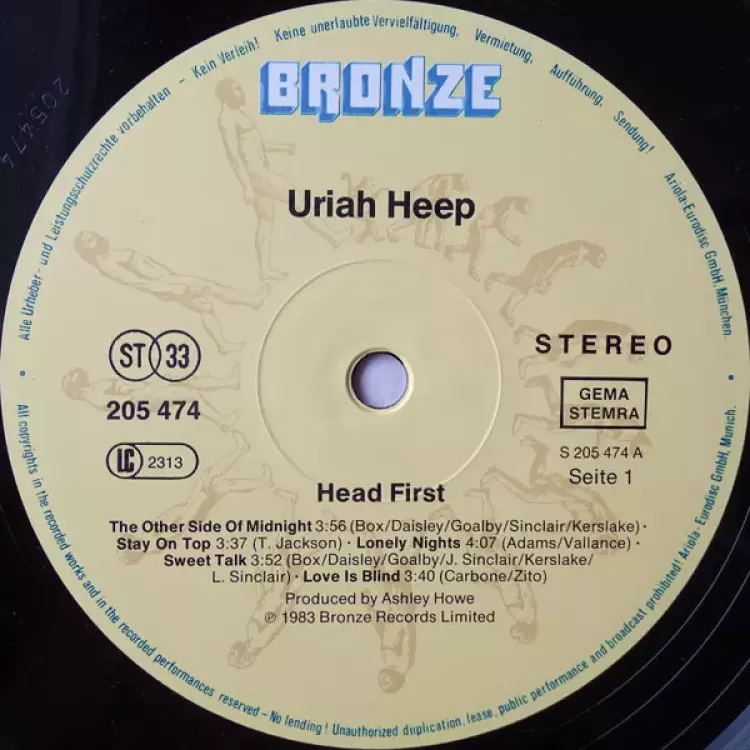 Alle Urheber- und Leistungsschutzrechte vorbehalten – Kein Verleih! Keine unerlaubte Vervielfältigung, Vermietung, Aufführung, Sendung! Ariola-Eurodisc GmbH, München.
BRONZE
205474
Uriah Heep
ST 33
STEREO
205 474
GEMA
STEMRA
LC 2313
S 205 474 A
Seite 1
Head First
The Other Side Of Midnight 3:56 (Box/Daisley/Goalby/Sinclair/Kerslake) ·
Stay On Top 3:37 (T. Jackson) · Lonely Nights 4:07 (Adams/Vallance) ·
Sweet Talk 3:52 (Box/Daisley/Goalby/J. Sinclair/Kerslake/
L. Sinclair) · Love Is Blind 3:40 (Carbone/Zito)
Produced by Ashley Howe
℗ 1983 Bronze Records Limited
All copyrights in the recorded works and in the recorded performances reserved – No lending! Unauthorized duplication, lease, public performance and broadcast prohibited! Ariola-Eurodisc GmbH, Munich.